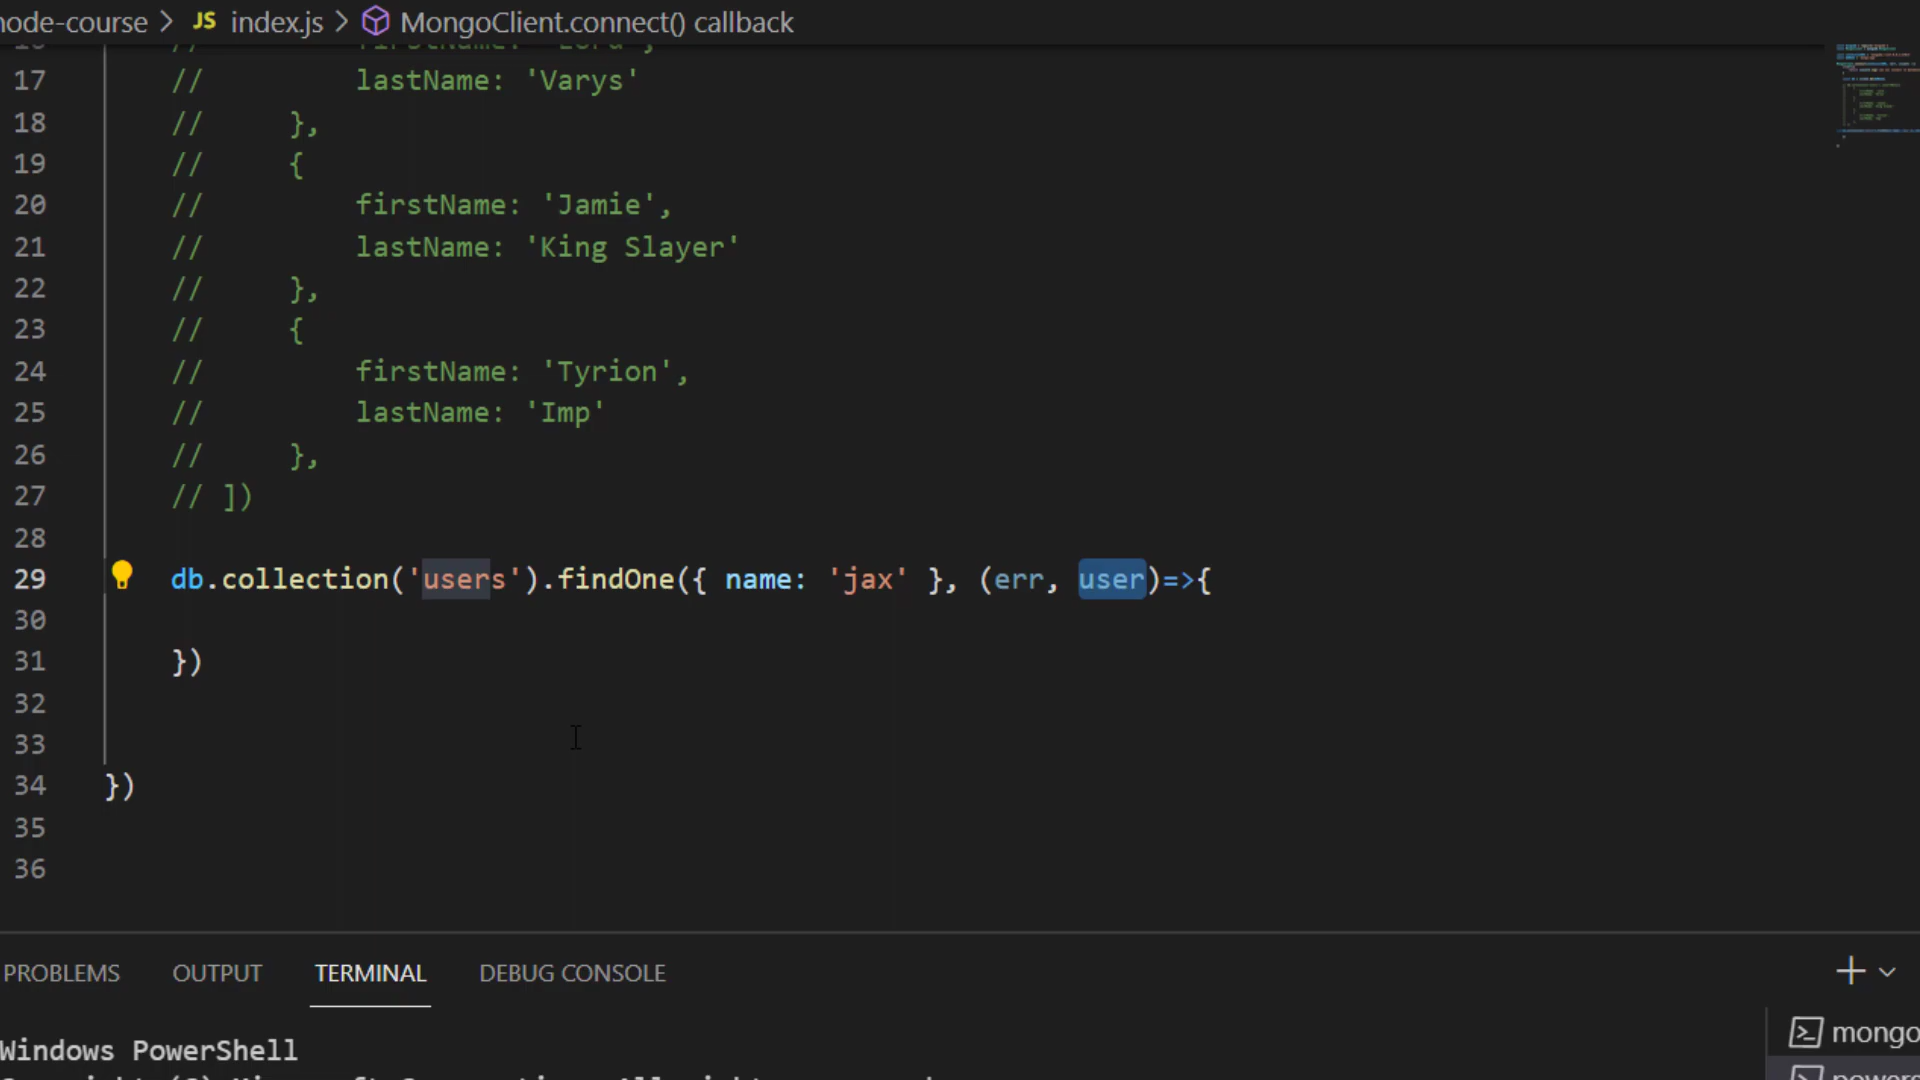 node-course > JS index.js > MongoClient.connect() callback
17 // lastName: 'Varys'
18 // },
19 // {
20 // firstName: 'Jamie',
21 // lastName: 'King Slayer'
22 // },
23 // {
24 // firstName: 'Tyrion',
25 // lastName: 'Imp'
26 // },
27 // ])
28
29 db.collection('users').findOne({ name: 'jax' }, (err, user)=>{
30
31 })
32
33
34 })
35
36
PROBLEMS OUTPUT TERMINAL DEBUG CONSOLE
Windows PowerShell
mongo